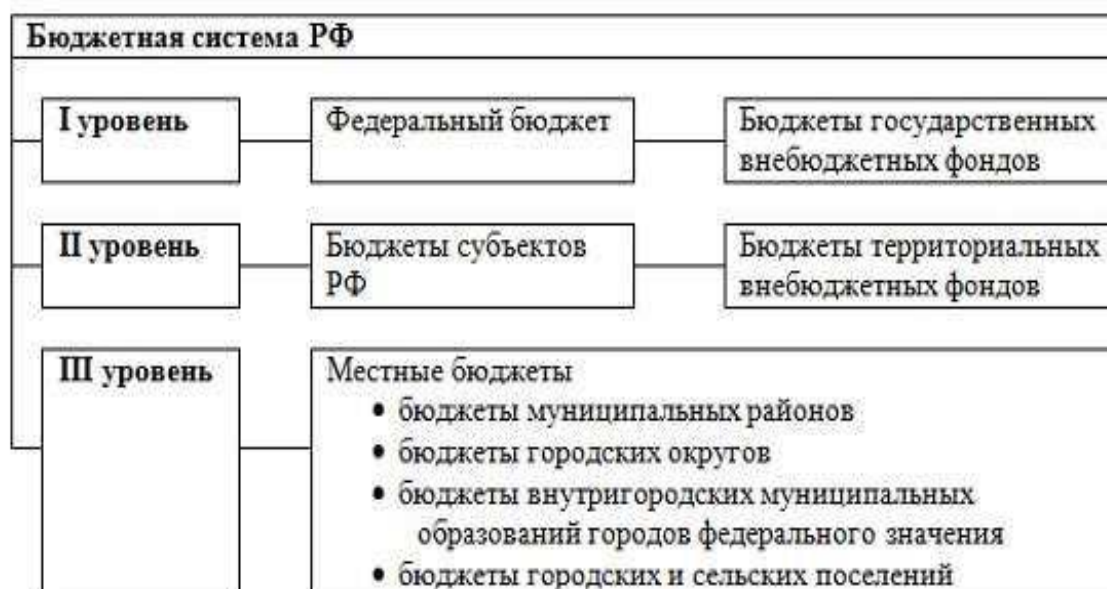 Бюджетная система РФ
I уровень
Федеральный бюджет
Бюджеты государственных
внебюджетных фондов
II уровень
Бюджеты субъектов
РФ
Бюджеты территориальных
внебюджетных фондов
III уровень
Местные бюджеты
• бюджеты муниципальных районов
• бюджеты городских округов
• бюджеты внутригородских муниципальных
образований городов федерального значения
• бюджеты городских и сельских поселений